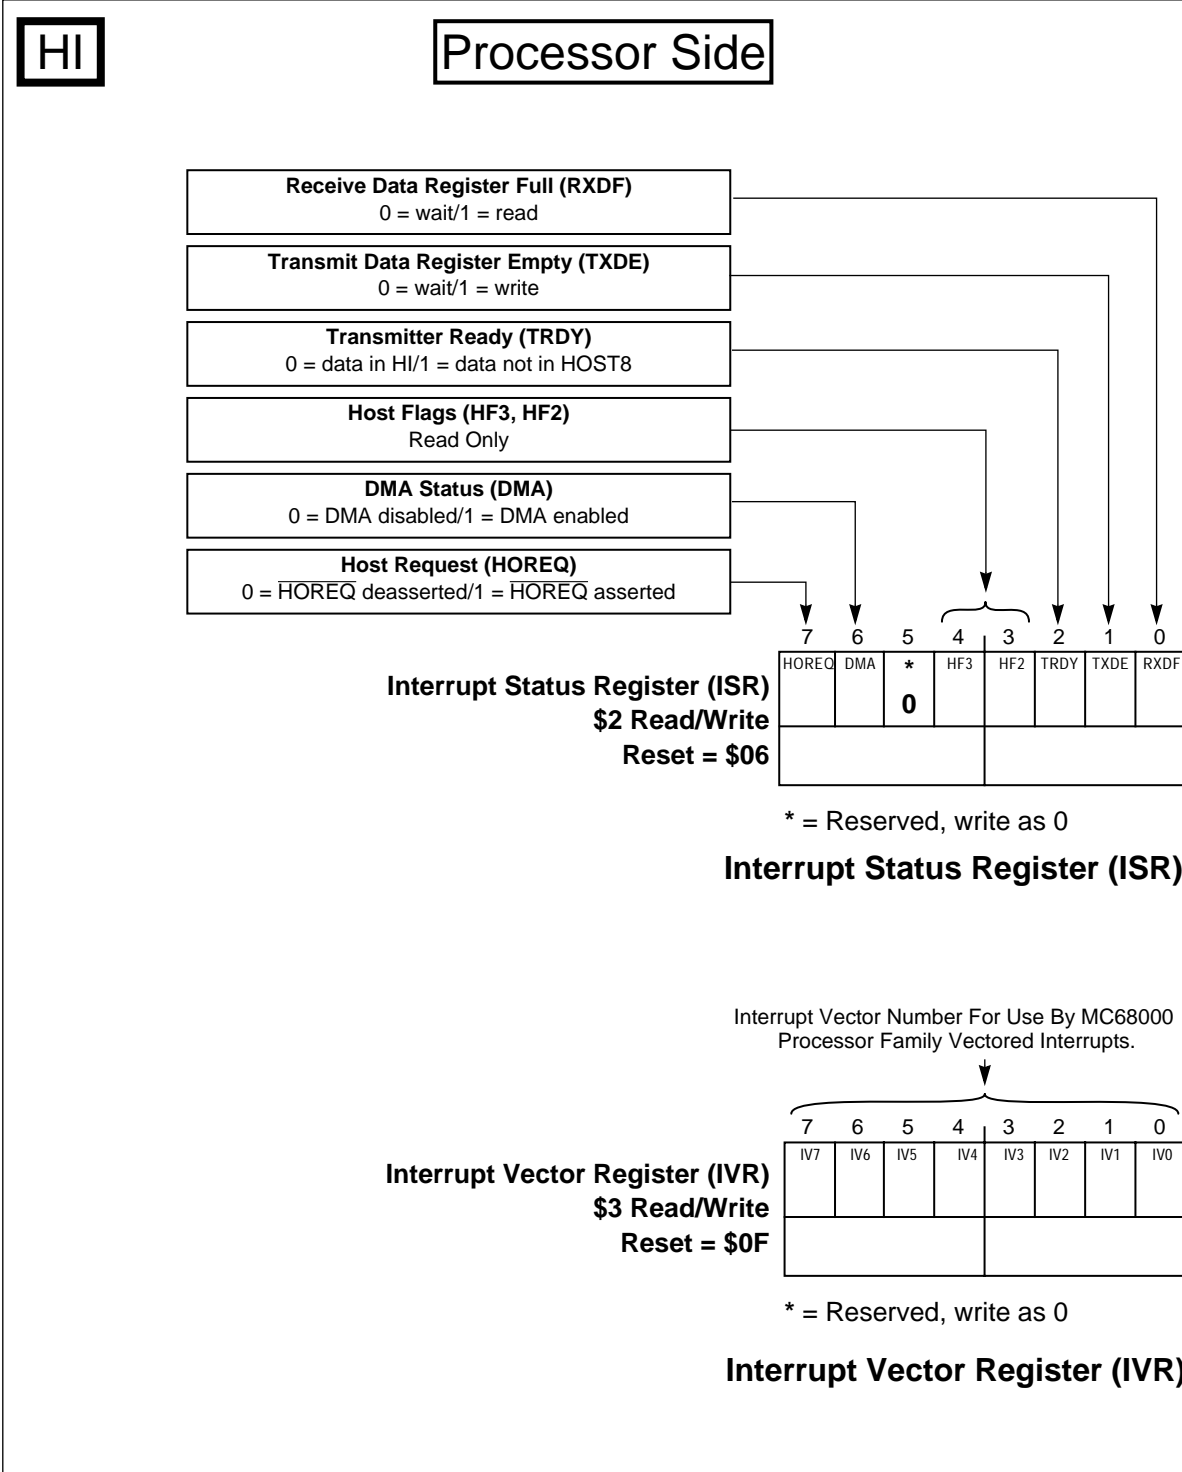 HI
Processor Side
Receive Data Register Full (RXDF)
0 = wait/1 = read
Transmit Data Register Empty (TXDE)
0 = wait/1 = write
Transmitter Ready (TRDY)
0 = data in HI/1 = data not in HOST8
Host Flags (HF3, HF2)
Read Only
DMA Status (DMA)
0 = DMA disabled/1 = DMA enabled
Host Request (HOREQ)
0 = HOREQ deasserted/1 = HOREQ asserted
7 6 5 4 3 2 1 0
HOREQ DMA * HF3 HF2 TRDY TXDE RXDF
0
Interrupt Status Register (ISR)
$2 Read/Write
Reset = $06
* = Reserved, write as 0
Interrupt Status Register (ISR)
Interrupt Vector Number For Use By MC68000
Processor Family Vectored Interrupts.
7 6 5 4 3 2 1 0
IV7 IV6 IV5 IV4 IV3 IV2 IV1 IV0
Interrupt Vector Register (IVR)
$3 Read/Write
Reset = $0F
* = Reserved, write as 0
Interrupt Vector Register (IVR)